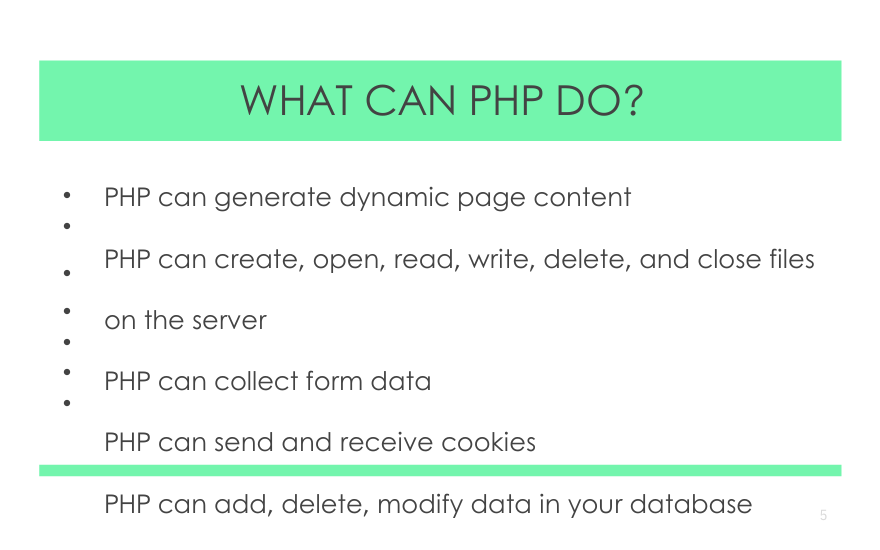 WHAT CAN PHP DO?
• PHP can generate dynamic page content
•
PHP can create, open, read, write, delete, and close files
•
•
on the server
•
•
PHP can collect form data
•
PHP can send and receive cookies
PHP can add, delete, modify data in your database
5